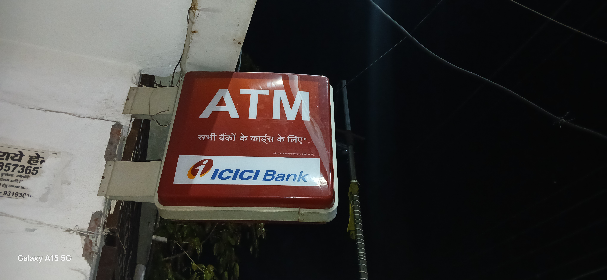 ATM
सभी बैंकों के कार्ड्स के लिए*.
ICICI Bank
Galaxy A15 5G